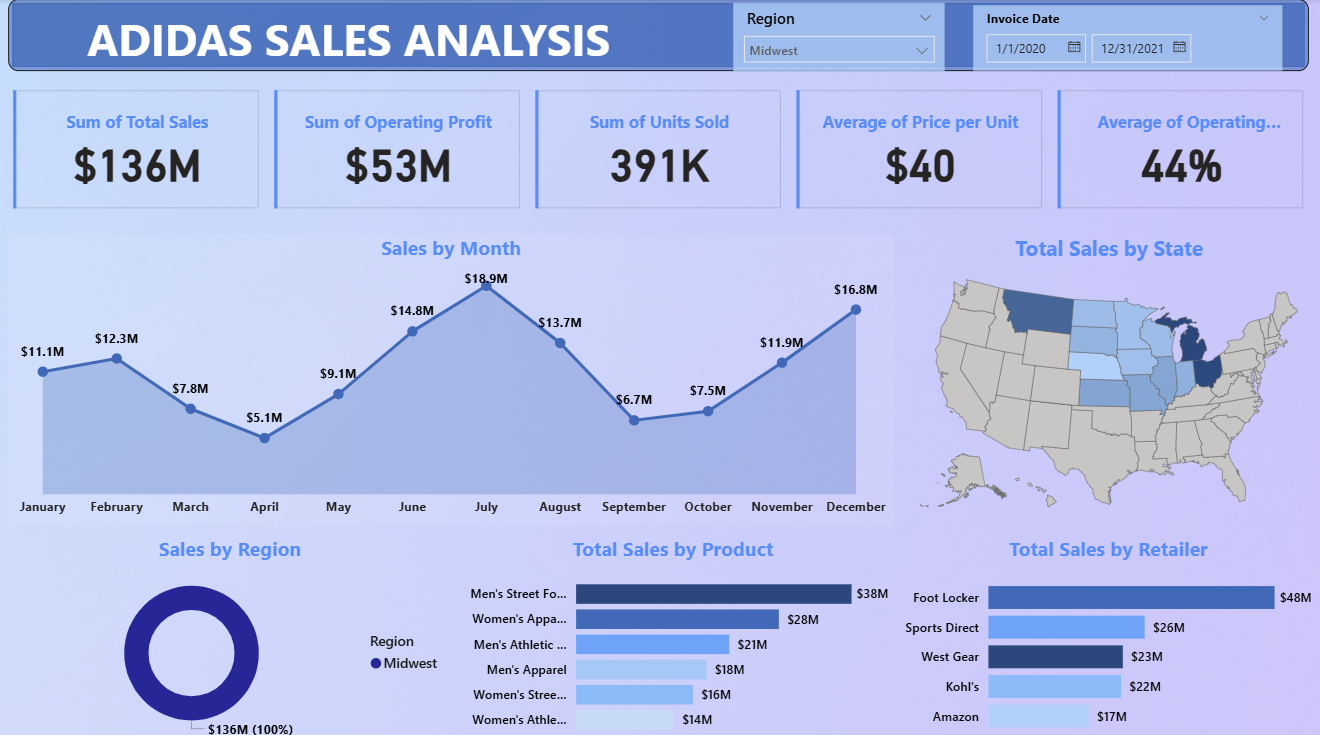 ADIDAS SALES ANALYSIS
Region
Midwest
Invoice Date
1/1/2020
12/31/2021
Sum of Total Sales
$136M
Sum of Operating Profit
$53M
Sum of Units Sold
391K
Average of Price per Unit
$40
Average of Operating...
44%
Sales by Month
$11.1M
$12.3M
$7.8M
$5.1M
$9.1M
$14.8M
$18.9M
$13.7M
$6.7M
$7.5M
$11.9M
$16.8M
January February March April May June July August September October November December
Total Sales by State
Sales by Region
Region
Midwest
$136M (100%)
Total Sales by Product
Men's Street Fo... $38M
Women's Appa... $28M
Men's Athletic ... $21M
Men's Apparel $18M
Women's Stree... $16M
Women's Athle... $14M
Total Sales by Retailer
Foot Locker $48M
Sports Direct $26M
West Gear $23M
Kohl's $22M
Amazon $17M